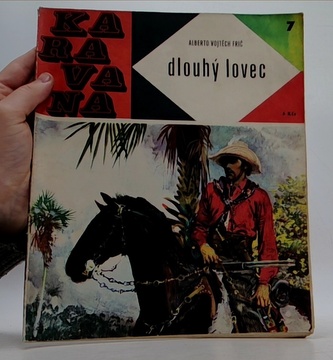 KA
RA
VA
NA
7
ALBERTO VOJTĚCH FRIČ
dlouhý lovec